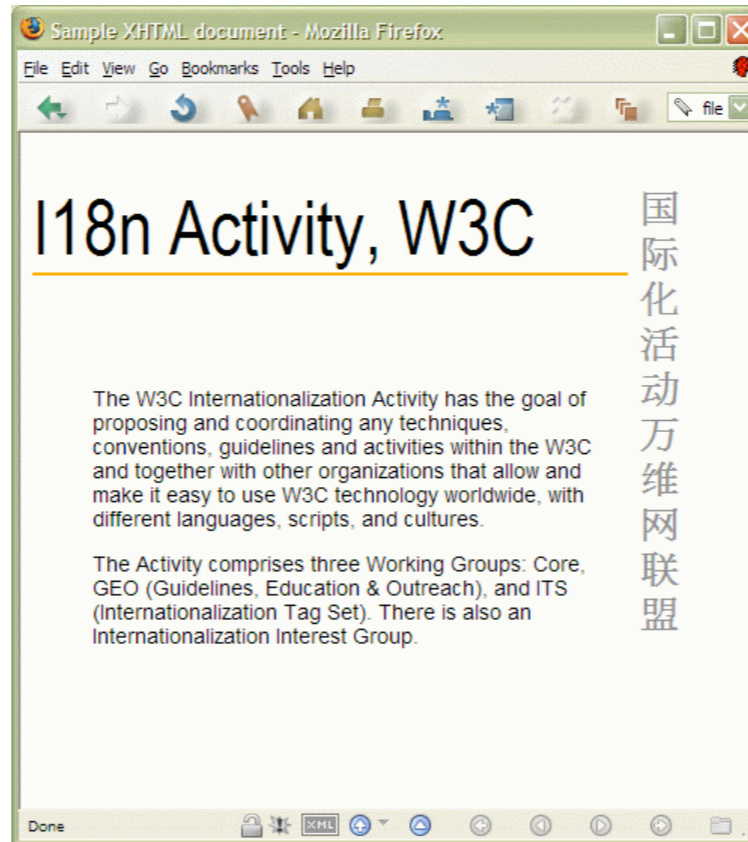 Sample XHTML document - Mozilla Firefox
File Edit View Go Bookmarks Tools Help
file
I18n Activity, W3C
国际化活动万维网联盟
The W3C Internationalization Activity has the goal of
proposing and coordinating any techniques,
conventions, guidelines and activities within the W3C
and together with other organizations that allow and
make it easy to use W3C technology worldwide, with
different languages, scripts, and cultures.
The Activity comprises three Working Groups: Core,
GEO (Guidelines, Education & Outreach), and ITS
(Internationalization Tag Set). There is also an
Internationalization Interest Group.
Done
XML